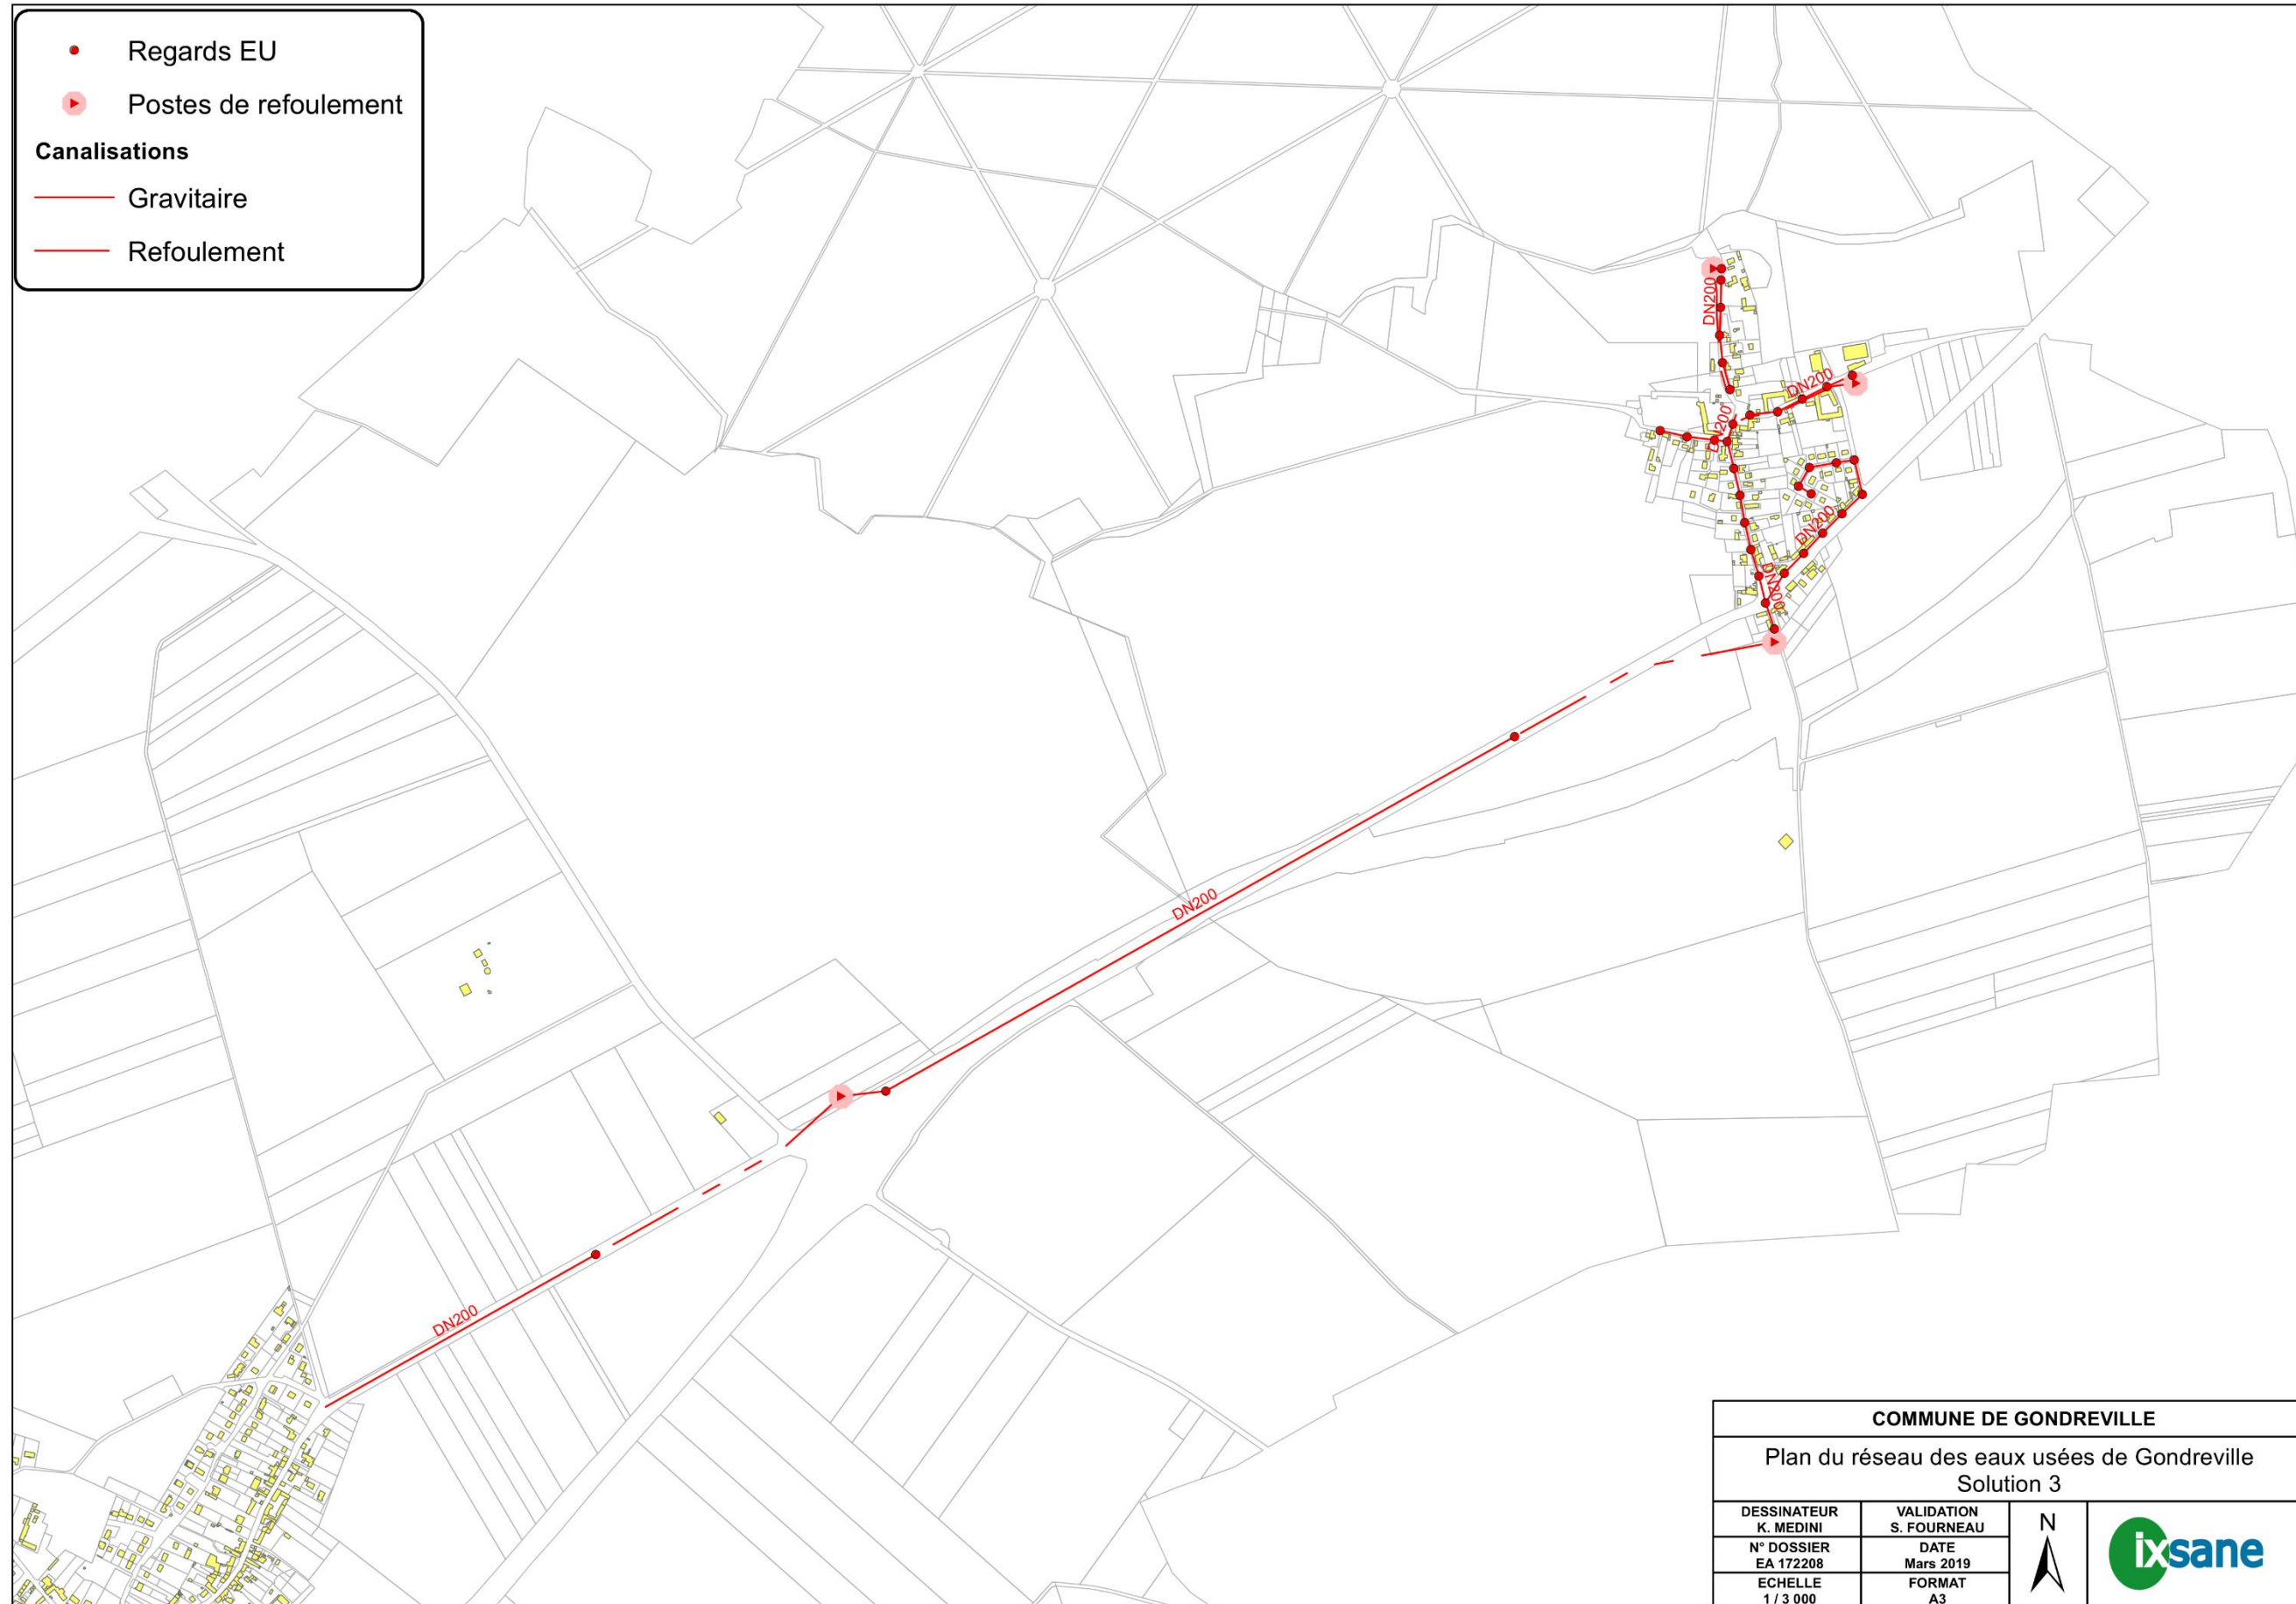 Regards EU
Postes de refoulement
Canalisations
Gravitaire
Refoulement
DN200
DN200
DN200
DN200
DN200
DN200
DN200
COMMUNE DE GONDREVILLE
Plan du réseau des eaux usées de Gondreville
Solution 3
DESSINATEUR
K. MEDINI
VALIDATION
S. FOURNEAU
N° DOSSIER
EA 172208
DATE
Mars 2019
ECHELLE
1 / 3 000
FORMAT
A3
N
ixsane